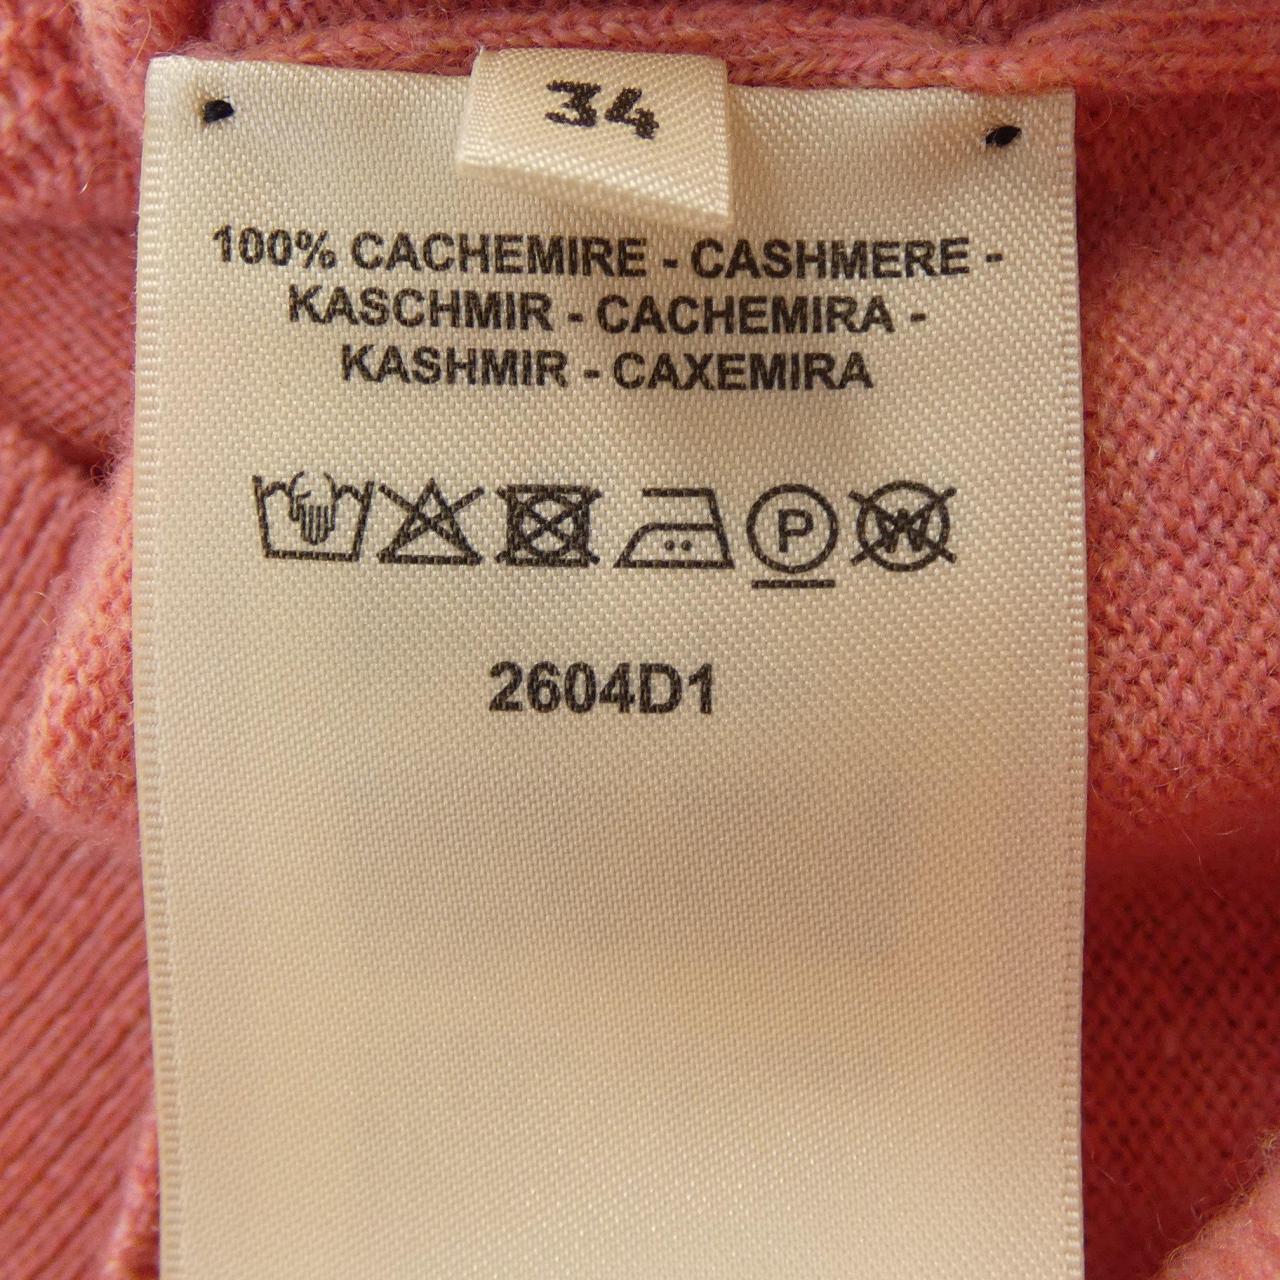 34
100% CACHEMIRE - CASHMERE -
KASCHMIR - CACHEMIRA -
KASHMIR - CAXEMIRA
P W
2604D1